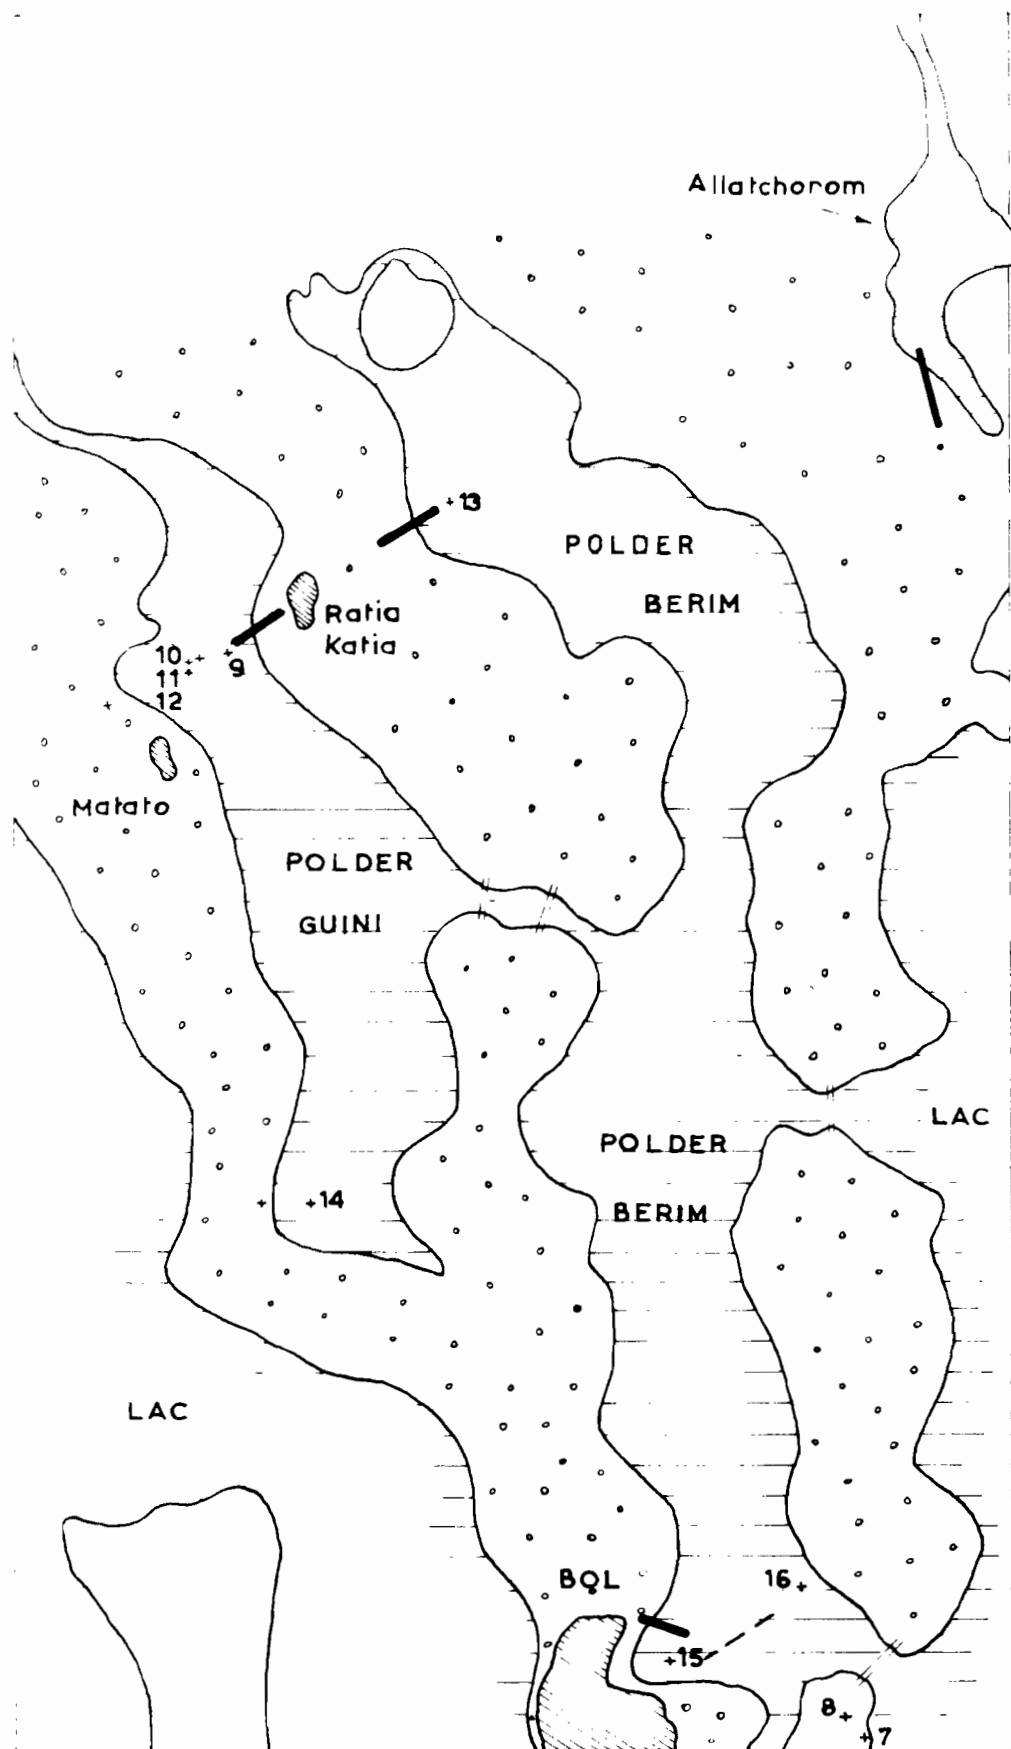 Allatchorom
+13
POLDER
BERIM
Ratia
Katia
10
9
11
12
Matato
POLDER
GUINI
LAC
POLDER
BERIM
+14
LAC
BOL
16+
+15
8+
+7